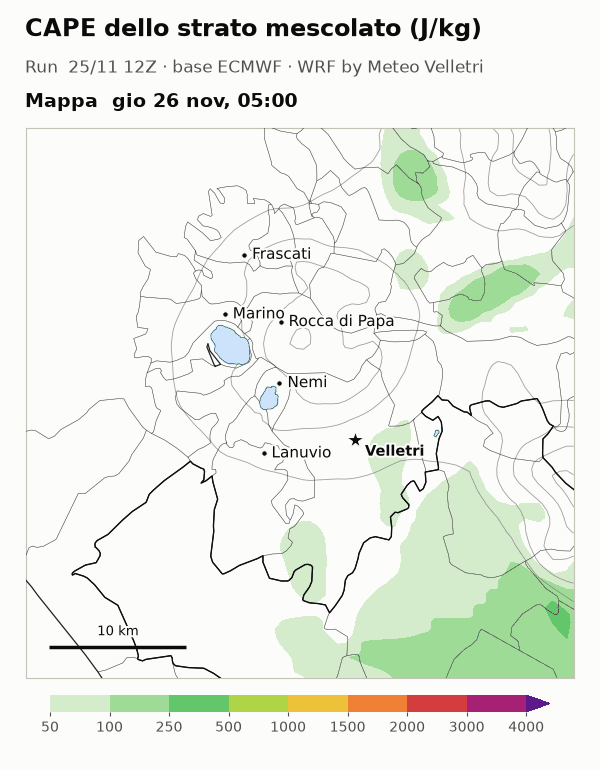 CAPE dello strato mescolato (J/kg)
Run  25/11 12Z · base ECMWF · WRF by Meteo Velletri
Mappa  gio 26 nov, 05:00
Frascati
Marino
Rocca di Papa
Nemi
Velletri
Lanuvio
10 km
50 100 250 500 1000 1500 2000 3000 4000